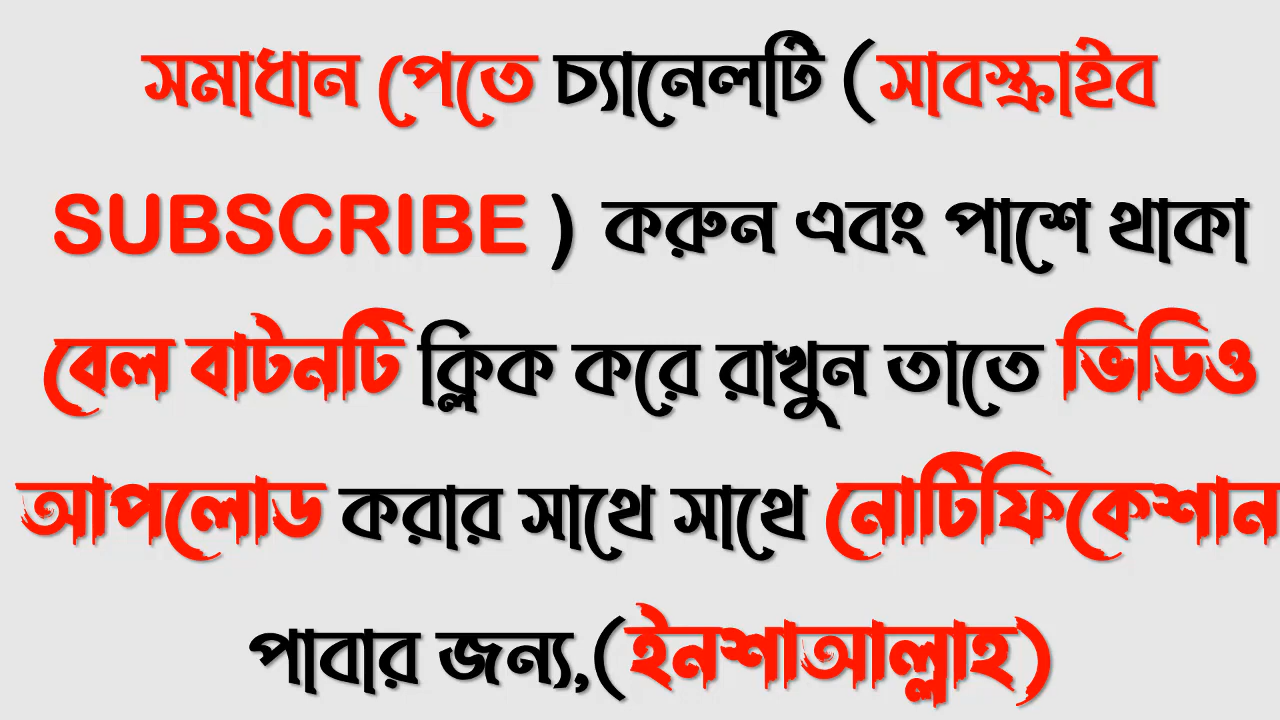 সমাধান পেতে চ্যানেলটি (সাবস্ক্রাইব
SUBSCRIBE ) করুন এবং পাশে থাকা
বেল বাটনটি ক্লিক করে রাখুন তাতে ভিডিও
আপলোড করার সাথে সাথে নোটিফিকেশান
পাবার জন্য,(ইনশাআল্লাহ)